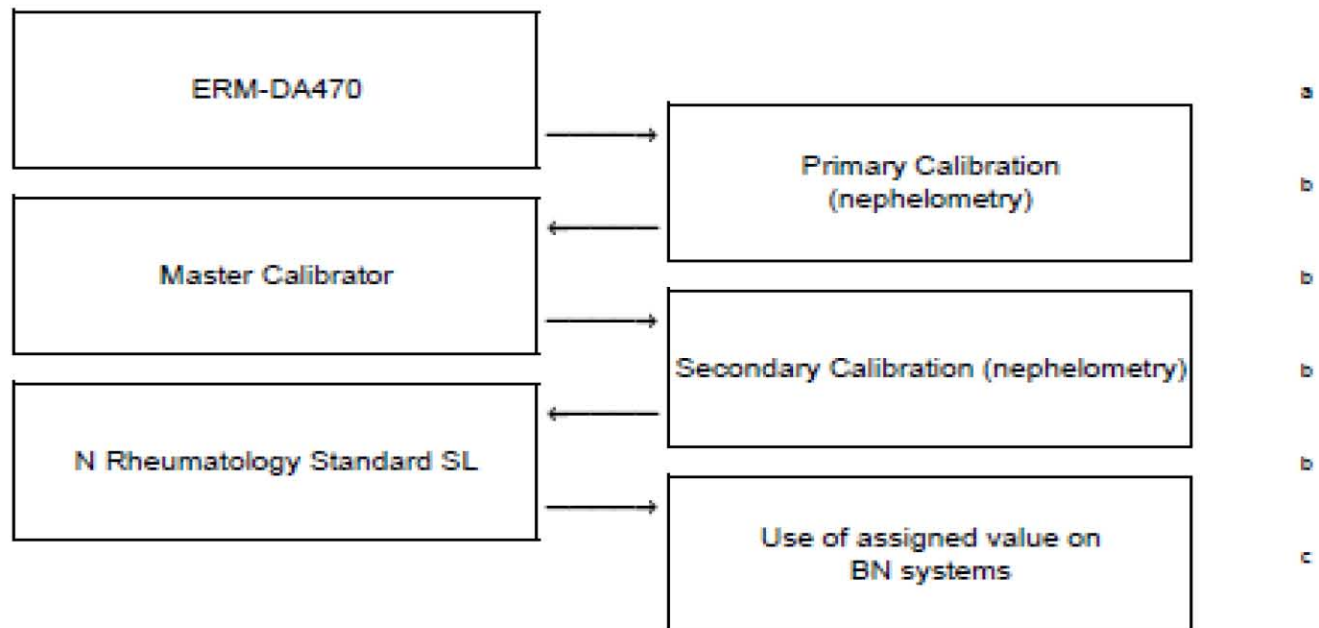 ERM-DA470
a
Primary Calibration
(nephelometry)
b
Master Calibrator
b
Secondary Calibration (nephelometry)
b
N Rheumatology Standard SL
b
Use of assigned value on
BN systems
c